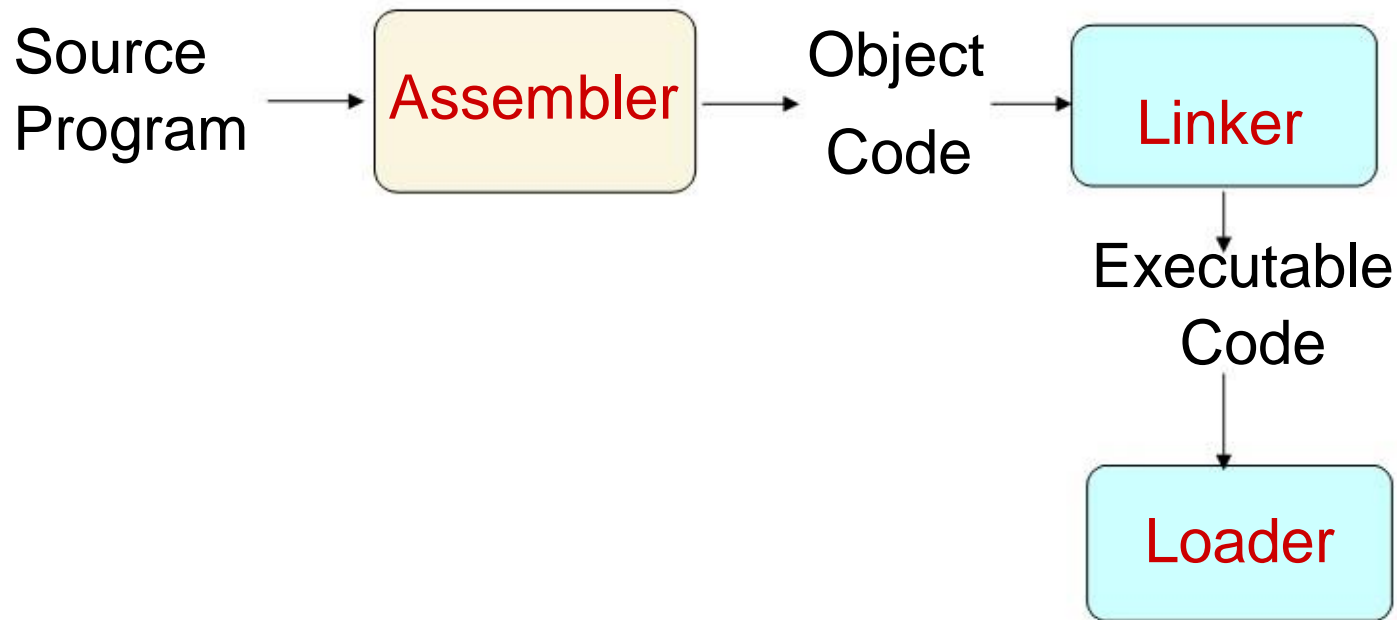 Source
Program
Assembler
Object
Code
Linker
Executable
Code
Loader